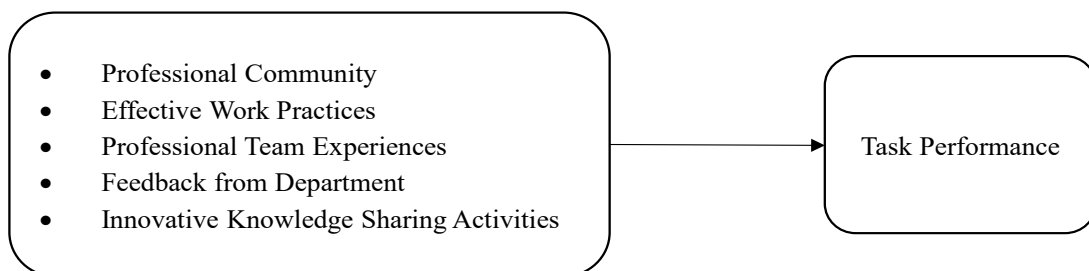 • Professional Community
• Effective Work Practices
• Professional Team Experiences
• Feedback from Department
• Innovative Knowledge Sharing Activities
Task Performance